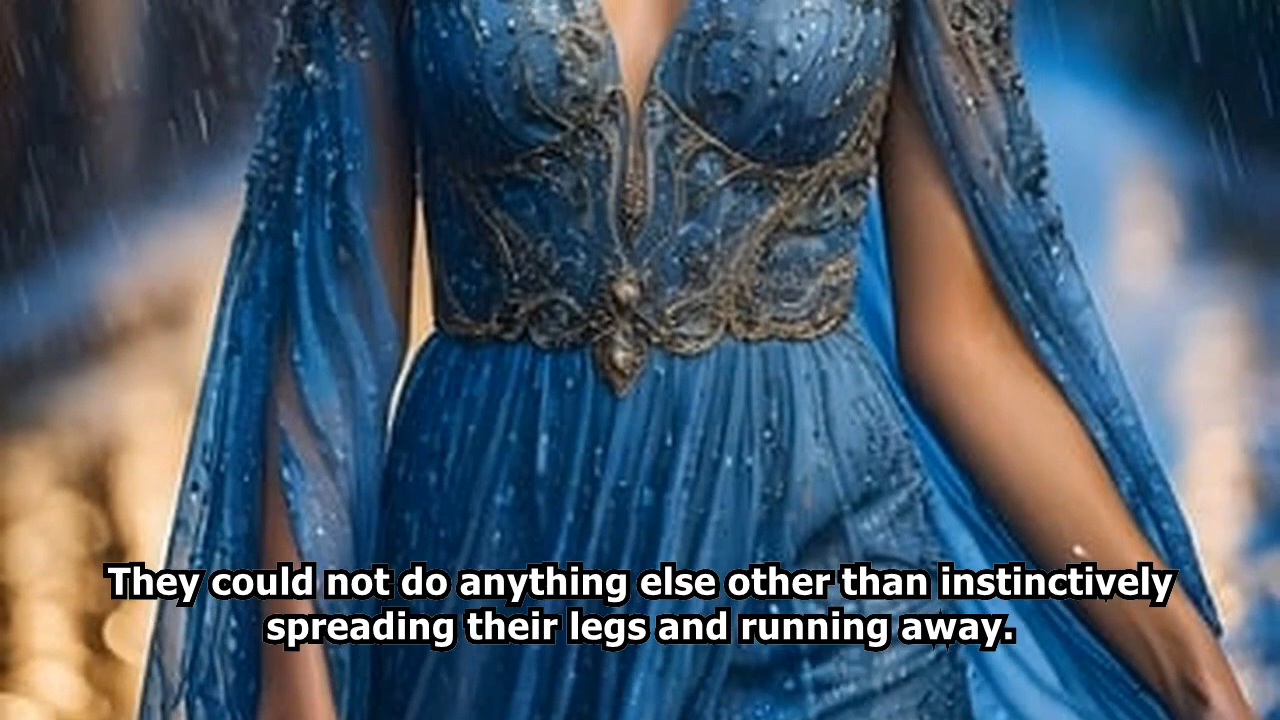 They could not do anything else other than instinctively
spreading their legs and running away.